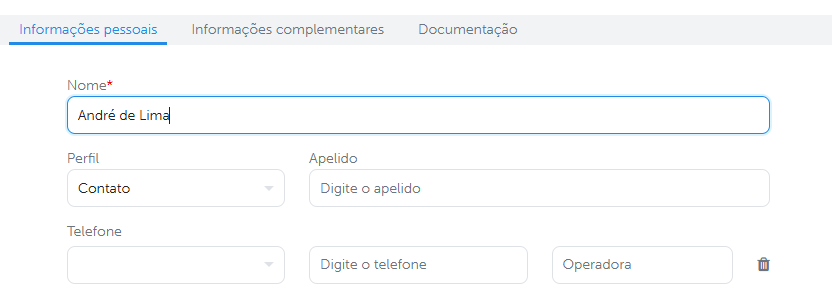 Informações pessoais Informações complementares Documentação
Nome*
André de Lima
Perfil Apelido
Contato Digite o apelido
Telefone
Digite o telefone Operadora